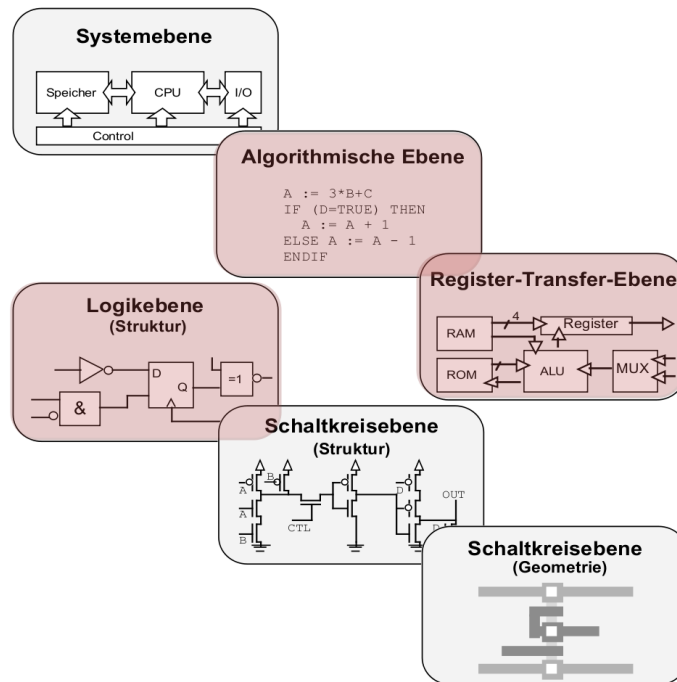 Systemebene
Speicher
CPU
I/O
Control
Algorithmische Ebene
A := 3*B+C
IF (D=TRUE) THEN
A := A + 1
ELSE A := A - 1
ENDIF
Register-Transfer-Ebene
4
RAM
Register
ROM
ALU
MUX
Logikebene
(Struktur)
D
Q
=1
&
Schaltkreisebene
(Struktur)
B
A
D
OUT
A
CTL
B
D
Schaltkreisebene
(Geometrie)